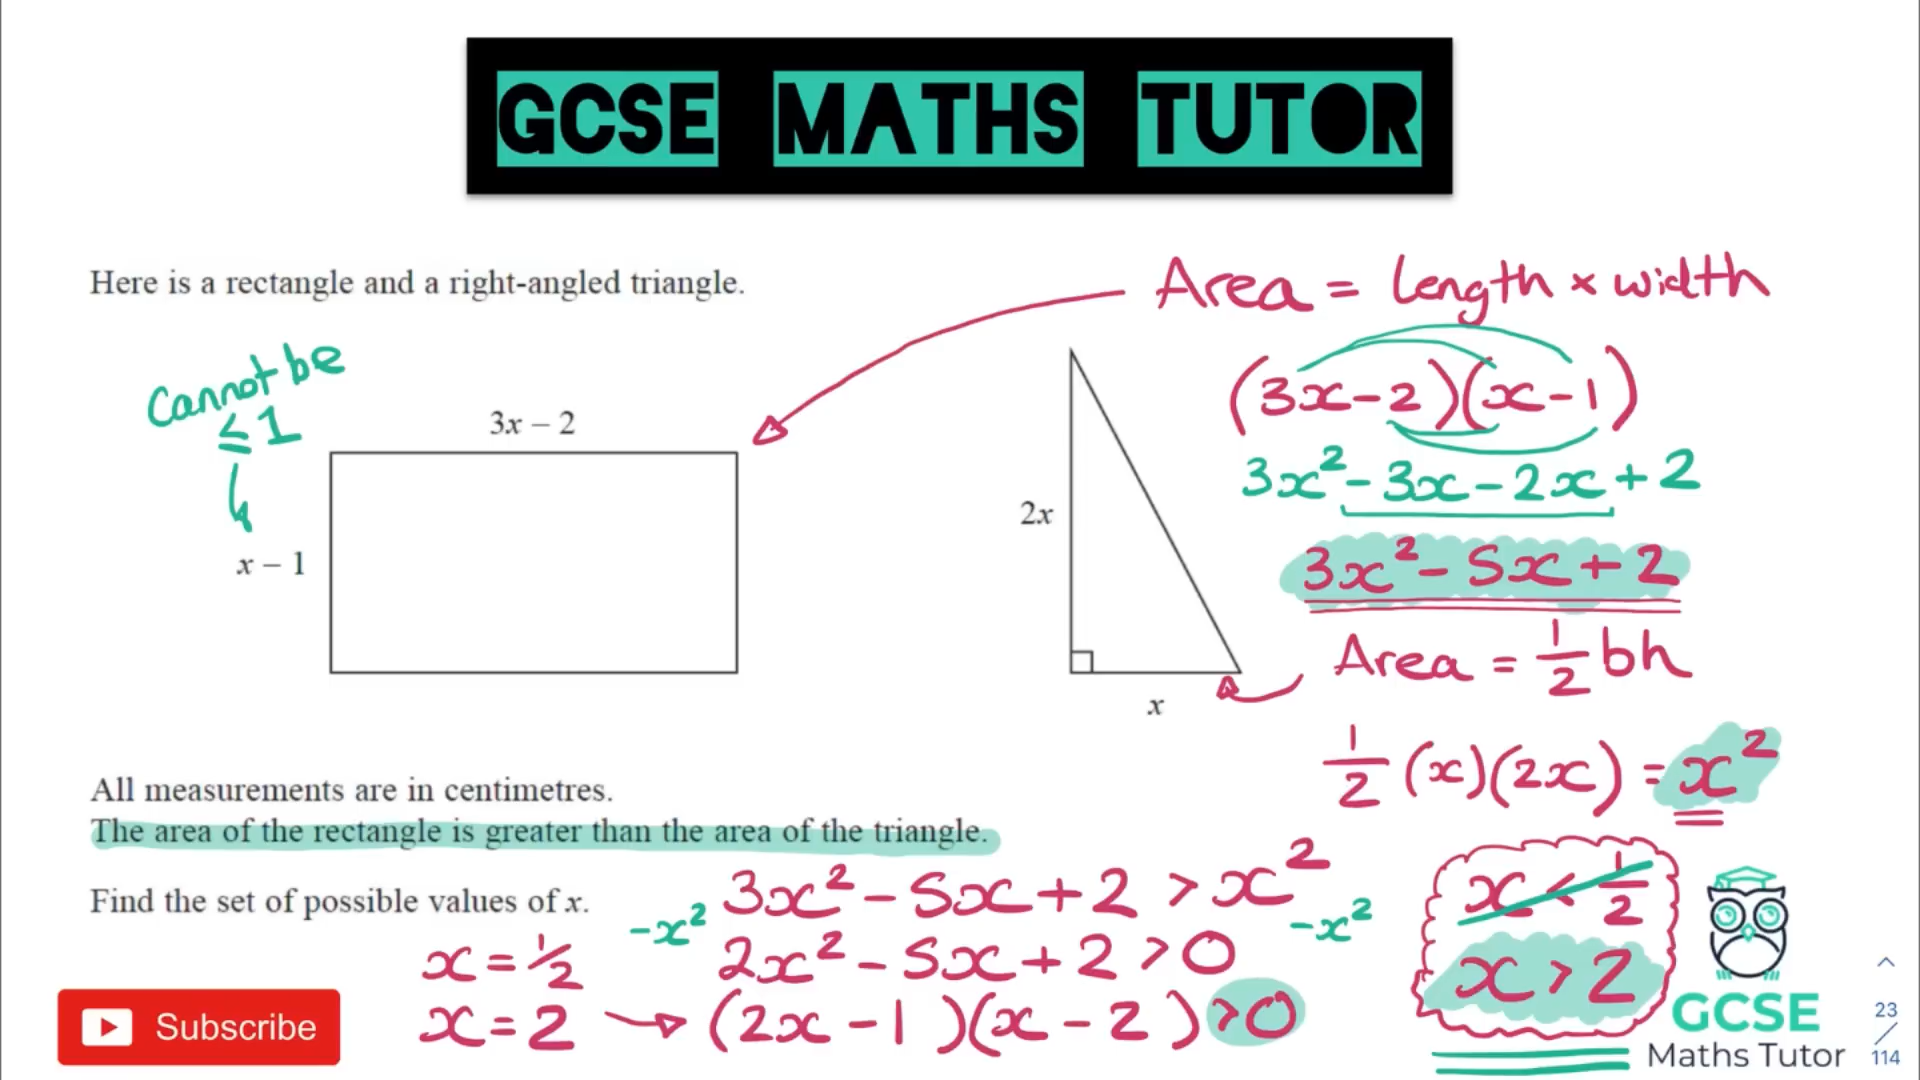 GCSE MATHS TUTOR
Here is a rectangle and a right-angled triangle.
Area = length × width
Cannot be
≤ 1
3x – 2
(3x-2)(x-1)
3x² - 3x - 2x + 2
2x
x – 1
3x² - 5x + 2
Area = ½bh
x
½(x)(2x) = x²
All measurements are in centimetres.
The area of the rectangle is greater than the area of the triangle.
Find the set of possible values of x.
3x² - 5x + 2 > x²
-x² -x²
x = ½
2x² - 5x + 2 > 0
x = 2 → (2x - 1)(x - 2) > 0
x < ½
x > 2
Subscribe
GCSE
Maths Tutor
23
/
114